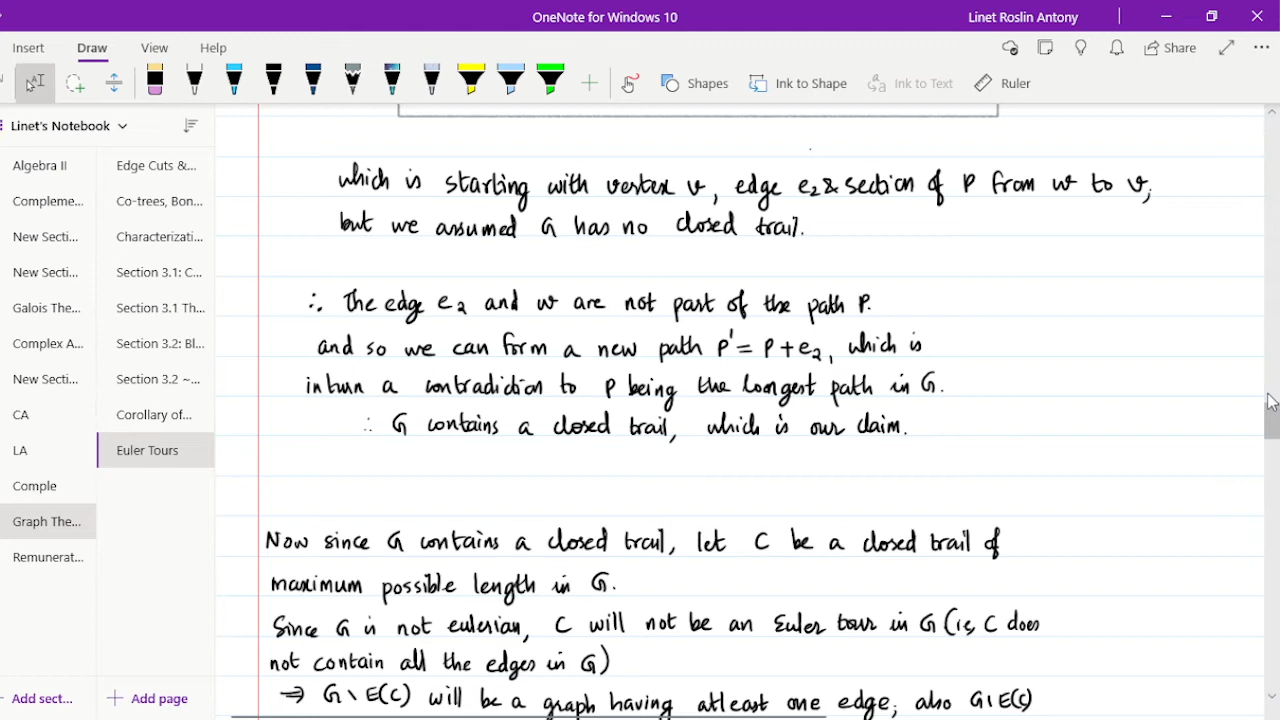 OneNote for Windows 10
Linet Roslin Antony
Insert
Draw
View
Help
Share
Shapes
Ink to Shape
Ink to Text
Ruler
Linet's Notebook
Algebra II
Compleme...
New Secti...
New Secti...
Galois The...
Complex A...
New Secti...
CA
LA
Comple
Graph The...
Remunerat...
Add sect...
Edge Cuts &...
Co-trees, Bon...
Characterizati...
Section 3.1: C...
Section 3.1 Th...
Section 3.2: Bl...
Section 3.2 ~...
Corollary of...
Euler Tours
Add page
which is starting with vertex v, edge e₂ & section of P from w to v,
but we assumed G has no closed trail.
∴ The edge e₂ and w are not part of the path P.
and so we can form a new path P' = P + e₂, which is
inturn a contradiction to P being the longest path in G.
∴ G contains a closed trail, which is our claim.
Now since G contains a closed trail, let C be a closed trail of
maximum possible length in G.
Since G is not eulerian, C will not be an Euler tour in G (ie, C does
not contain all the edges in G)
⇒ G \ E(C) will be a graph having atleast one edge, also G \ E(C)